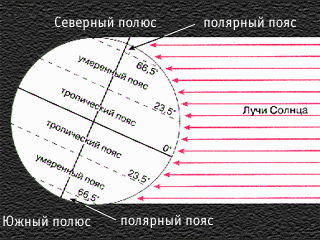 Северный полюс
полярный пояс
умеренный пояс
66,5°
тропический пояс
23,5°
Лучи Солнца
0°
тропический пояс
23,5°
умеренный пояс
66,5°
Южный полюс
полярный пояс